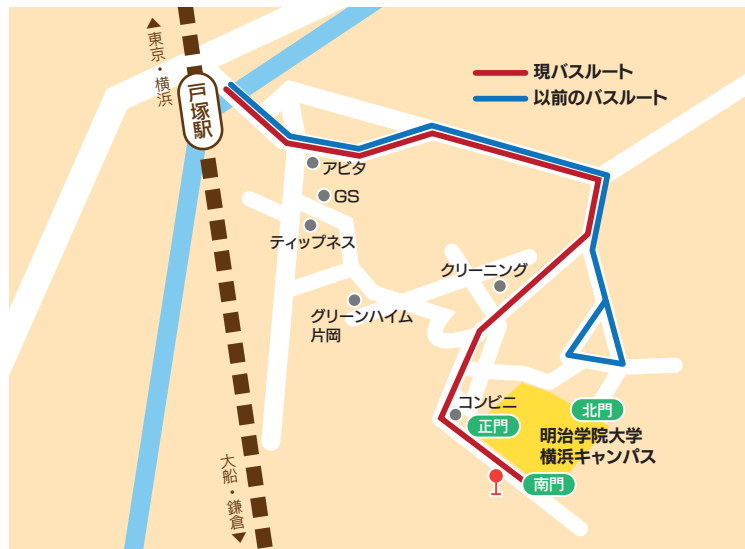 東京・横浜
戸塚駅
現バスルート
以前のバスルート
アピタ
GS
ティップネス
クリーニング
グリーンハイム
片岡
コンビニ
正門
北門
明治学院大学
横浜キャンパス
南門
大船・鎌倉